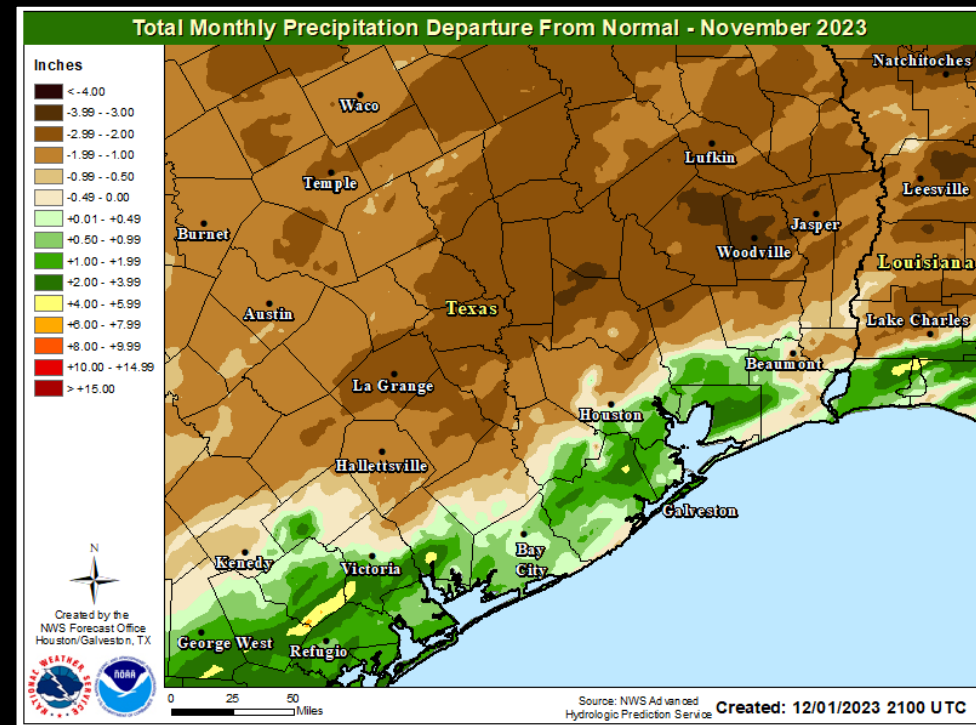 Total Monthly Precipitation Departure From Normal - November 2023
Inches
< -4.00
-3.99 - -3.00
-2.99 - -2.00
-1.99 - -1.00
-0.99 - -0.50
-0.49 - 0.00
+0.01 - +0.49
+0.50 - +0.99
+1.00 - +1.99
+2.00 - +3.99
+4.00 - +5.99
+6.00 - +7.99
+8.00 - +9.99
+10.00 - +14.99
> +15.00
Natchitoches
Waco
Lufkin
Temple
Leesville
Burnet
Jasper
Woodville
Louisiana
Austin
Texas
Lake Charles
Beaumont
La Grange
Houston
Hallettsville
Galveston
Bay
City
Kenedy
Victoria
George West
Refugio
N
Created by the
NWS Forecast Office
Houston/Galveston, TX
NATIONAL WEATHER SERVICE
NOAA
0 25 50
Miles
Source: NWS Advanced
Hydrologic Prediction Service
Created: 12/01/2023 2100 UTC